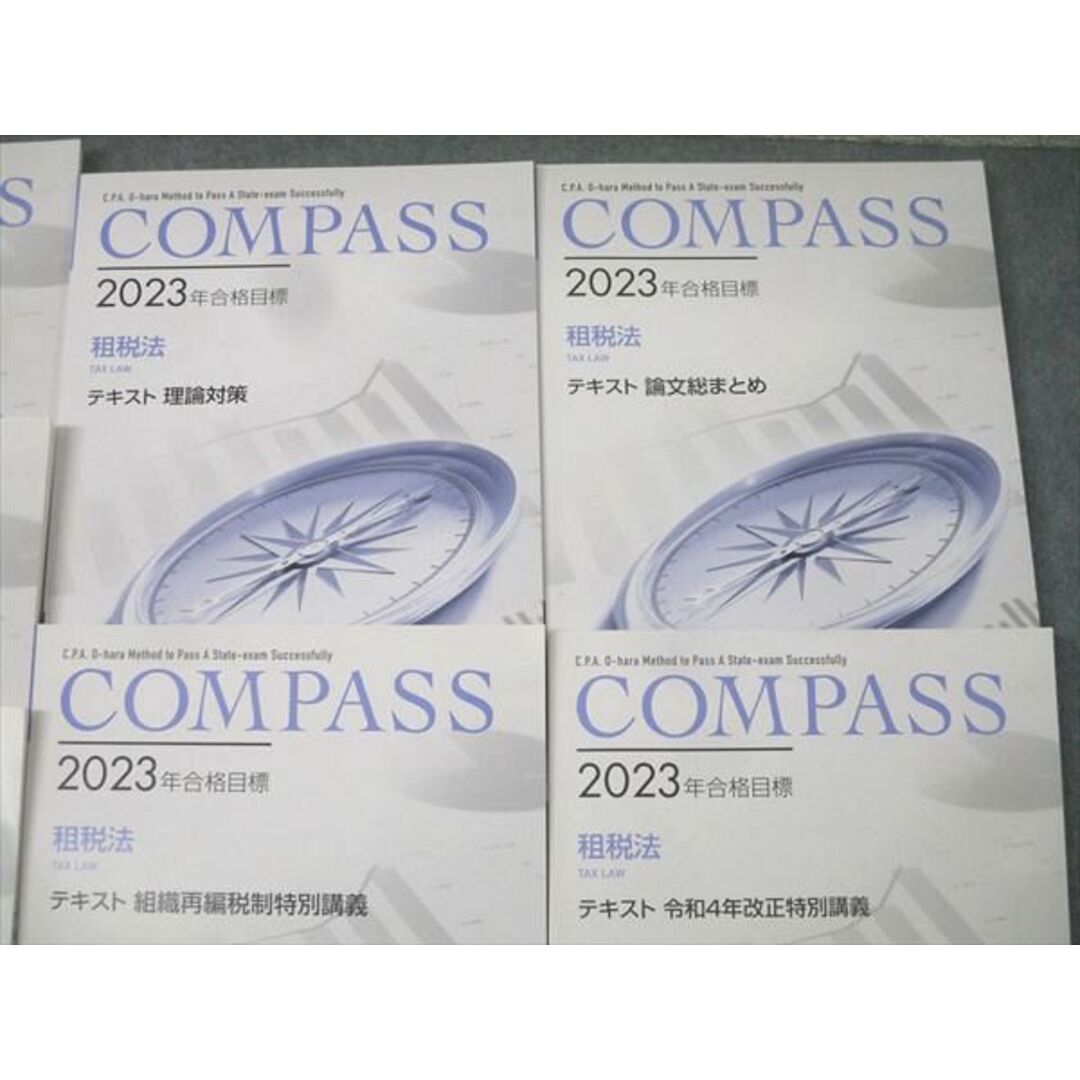 S
C.P.A. O-hara Method to Pass A State-exam Successfully
COMPASS
2023年合格目標
租税法
TAX LAW
テキスト 理論対策
C.P.A. O-hara Method to Pass A State-exam Successfully
COMPASS
2023年合格目標
租税法
TAX LAW
テキスト 論文総まとめ
C.P.A. O-hara Method to Pass A State-exam Successfully
COMPASS
2023年合格目標
租税法
TAX LAW
テキスト 組織再編税制特別講義
C.P.A. O-hara Method to Pass A State-exam Successfully
COMPASS
2023年合格目標
租税法
TAX LAW
テキスト 令和4年改正特別講義